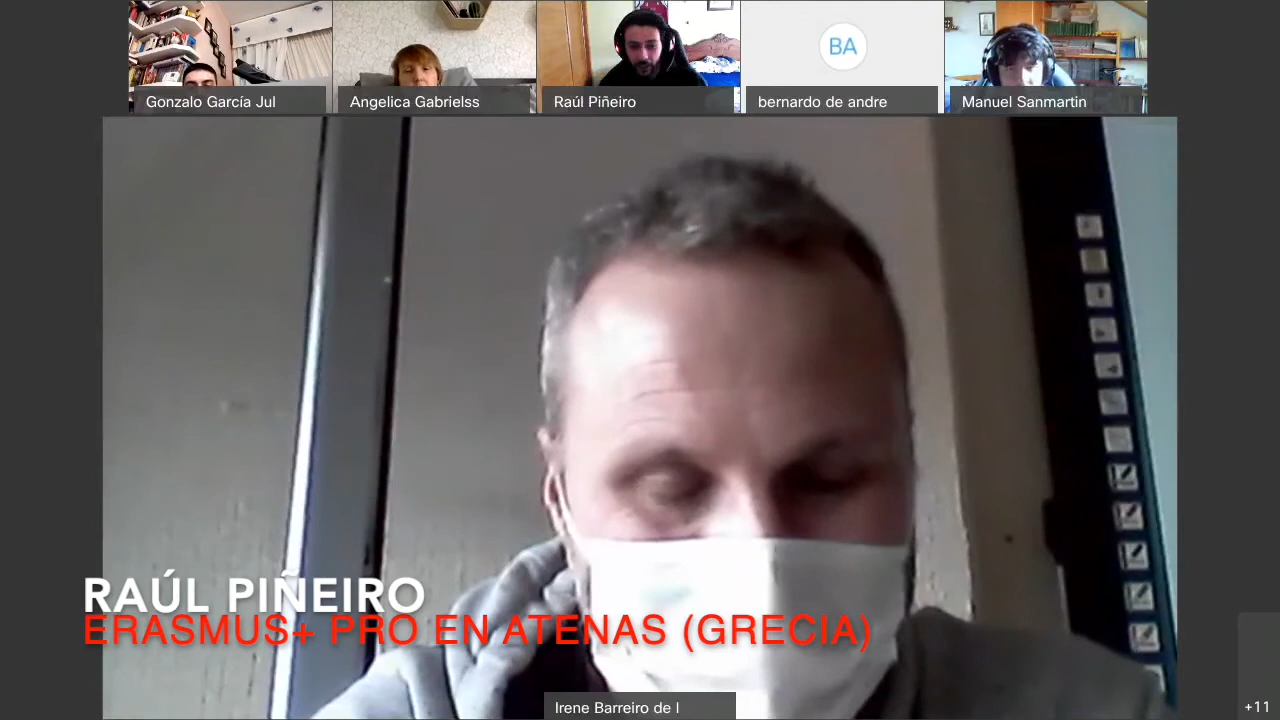 Gonzalo García Jul
Angelica Gabrielss
Raúl Piñeiro
BA
bernardo de andre
Manuel Sanmartin
RAÚL PIÑEIRO
ERASMUS+ PRO EN ATENAS (GRECIA)
Irene Barreiro de l
+11